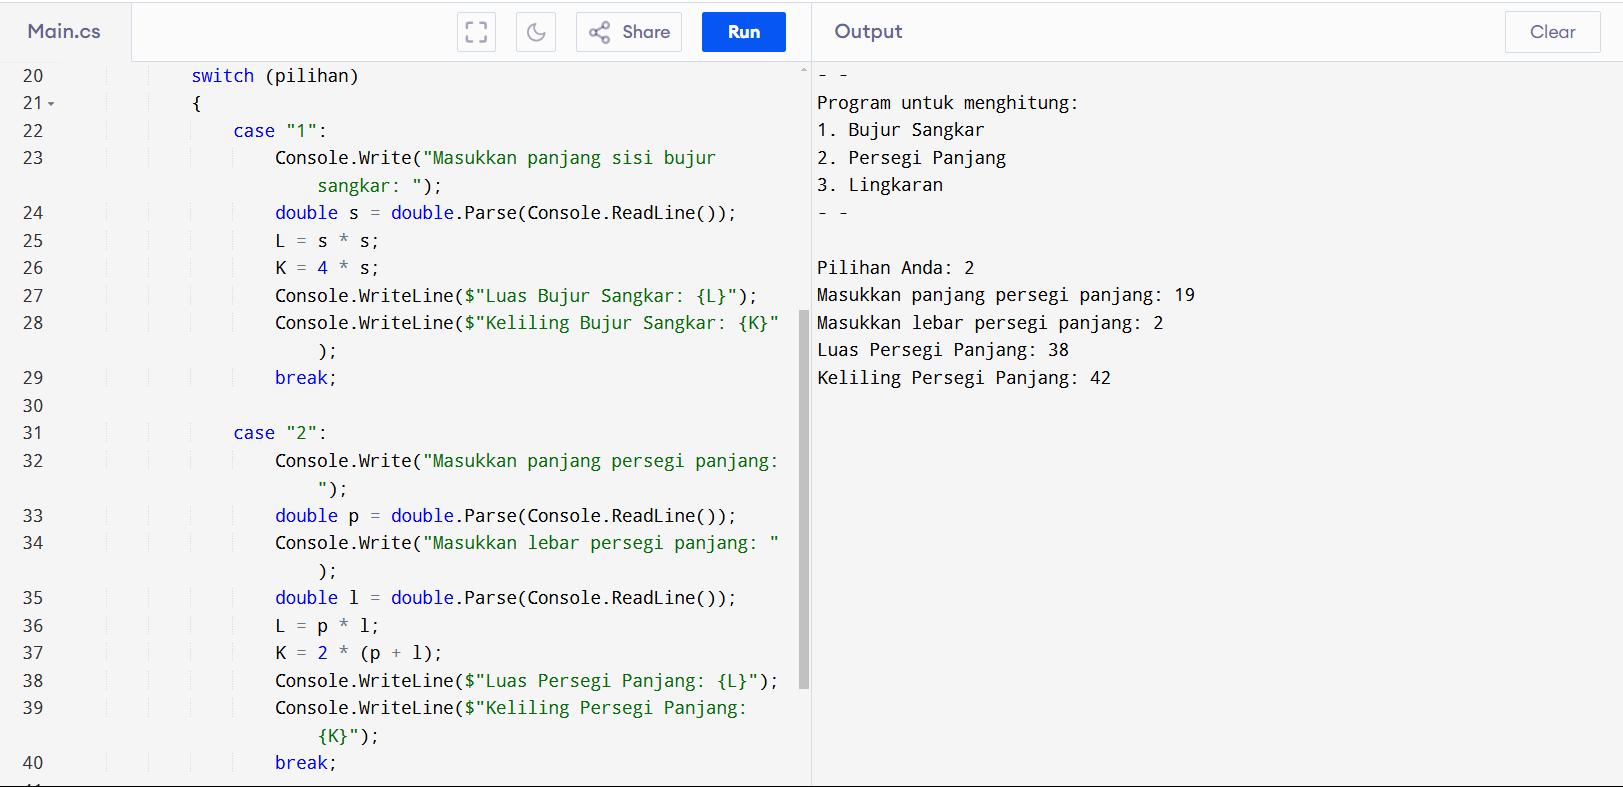 Main.cs
Share
Run
Output
Clear
20 switch (pilihan)
21 {
22 case "1":
23 Console.Write("Masukkan panjang sisi bujur
sangkar: ");
24 double s = double.Parse(Console.ReadLine());
25 L = s * s;
26 K = 4 * s;
27 Console.WriteLine($"Luas Bujur Sangkar: {L}");
28 Console.WriteLine($"Keliling Bujur Sangkar: {K}"
);
29 break;
30
31 case "2":
32 Console.Write("Masukkan panjang persegi panjang:
");
33 double p = double.Parse(Console.ReadLine());
34 Console.Write("Masukkan lebar persegi panjang: "
);
35 double l = double.Parse(Console.ReadLine());
36 L = p * l;
37 K = 2 * (p + l);
38 Console.WriteLine($"Luas Persegi Panjang: {L}");
39 Console.WriteLine($"Keliling Persegi Panjang:
{K}");
40 break;
- -
Program untuk menghitung:
1. Bujur Sangkar
2. Persegi Panjang
3. Lingkaran
- -
Pilihan Anda: 2
Masukkan panjang persegi panjang: 19
Masukkan lebar persegi panjang: 2
Luas Persegi Panjang: 38
Keliling Persegi Panjang: 42